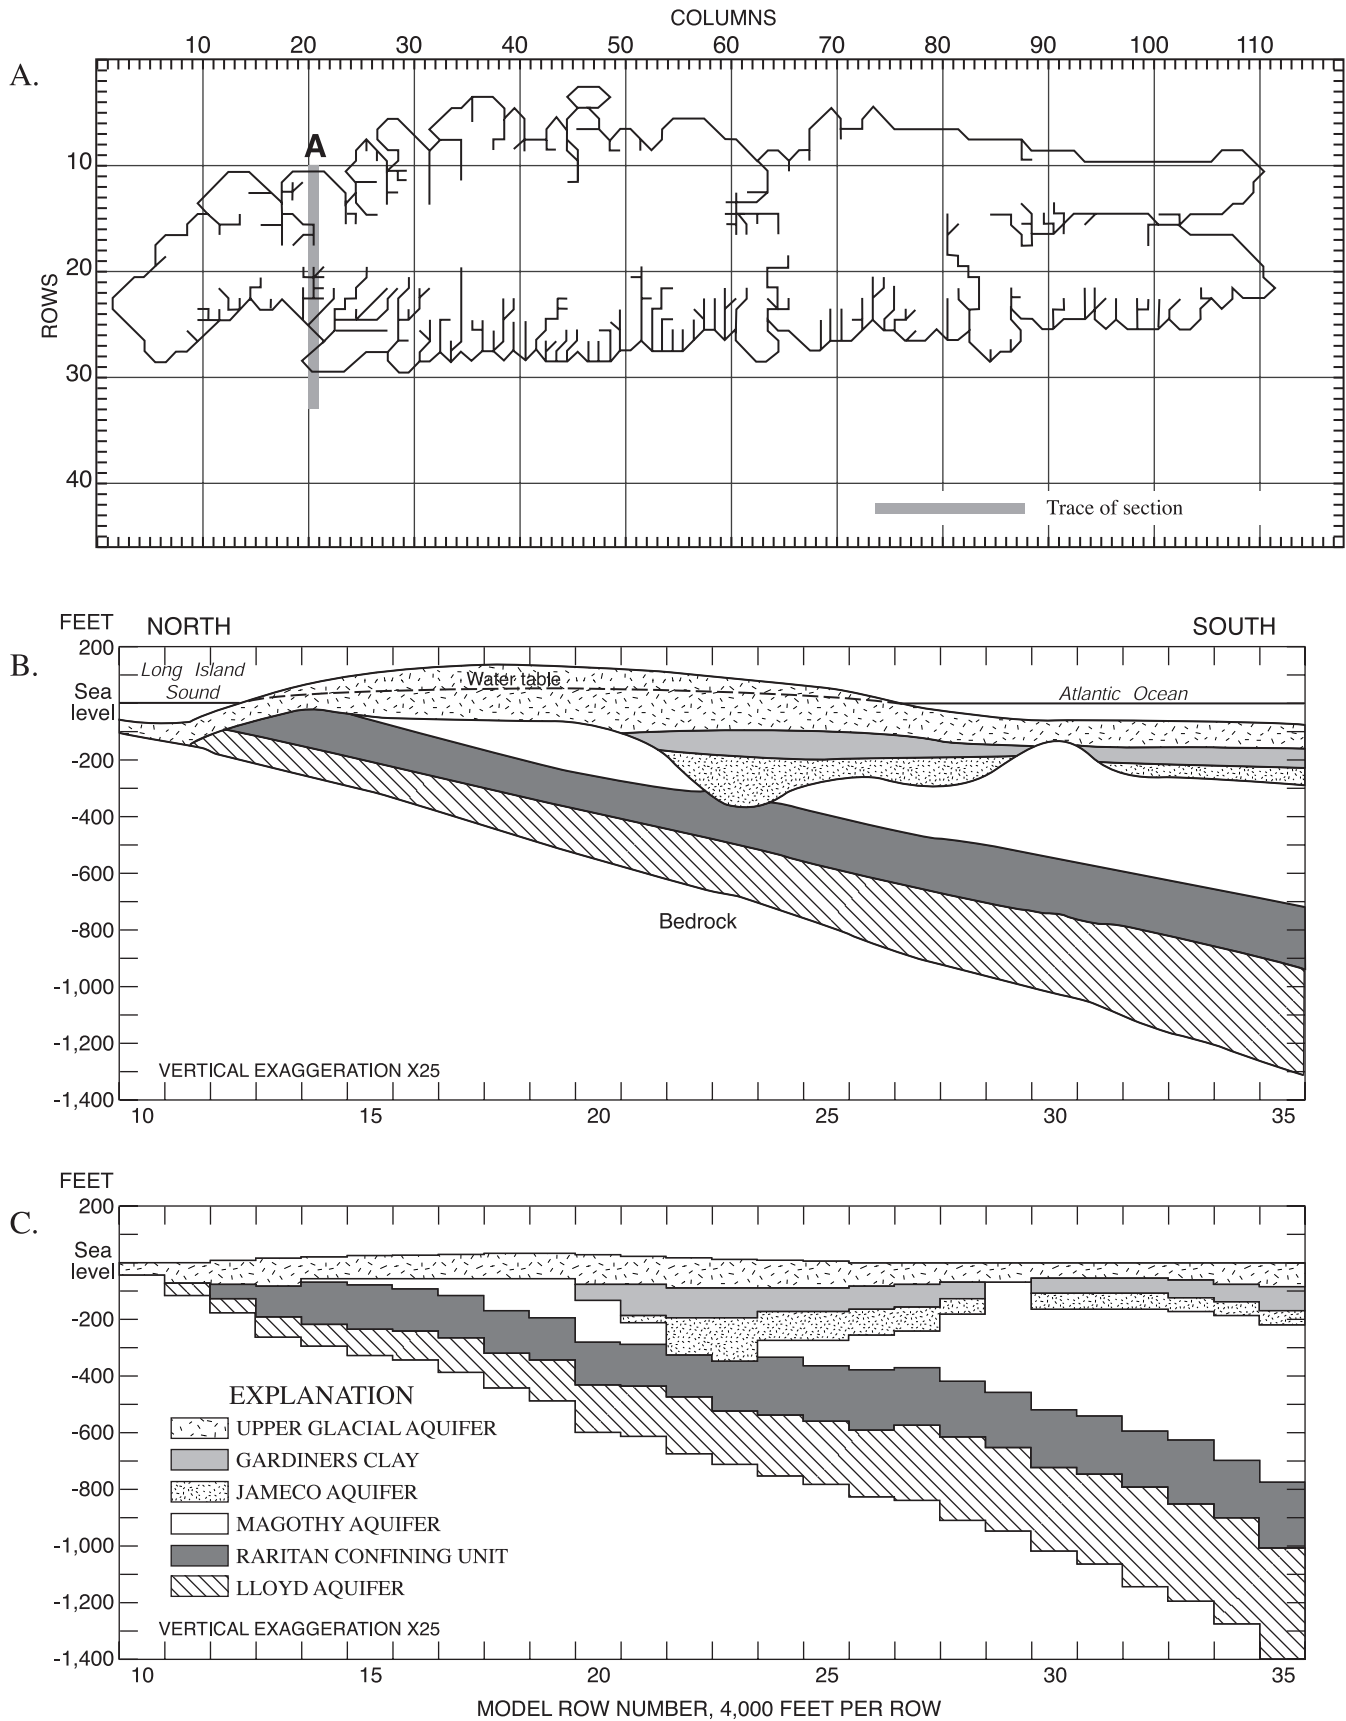 COLUMNS
10 20 30 40 50 60 70 80 90 100 110
A.
A
10
20
ROWS
30
40
Trace of section
FEET
NORTH
SOUTH
B.
200
Long Island
Sound
Water table
Atlantic Ocean
Sea
level
-200
-400
-600
Bedrock
-800
-1,000
-1,200
VERTICAL EXAGGERATION X25
-1,400
10 15 20 25 30 35
FEET
C.
200
Sea
level
-200
-400
EXPLANATION
UPPER GLACIAL AQUIFER
-600
GARDINERS CLAY
-800
JAMECO AQUIFER
MAGOTHY AQUIFER
-1,000
RARITAN CONFINING UNIT
LLOYD AQUIFER
-1,200
VERTICAL EXAGGERATION X25
-1,400
10 15 20 25 30 35
MODEL ROW NUMBER, 4,000 FEET PER ROW